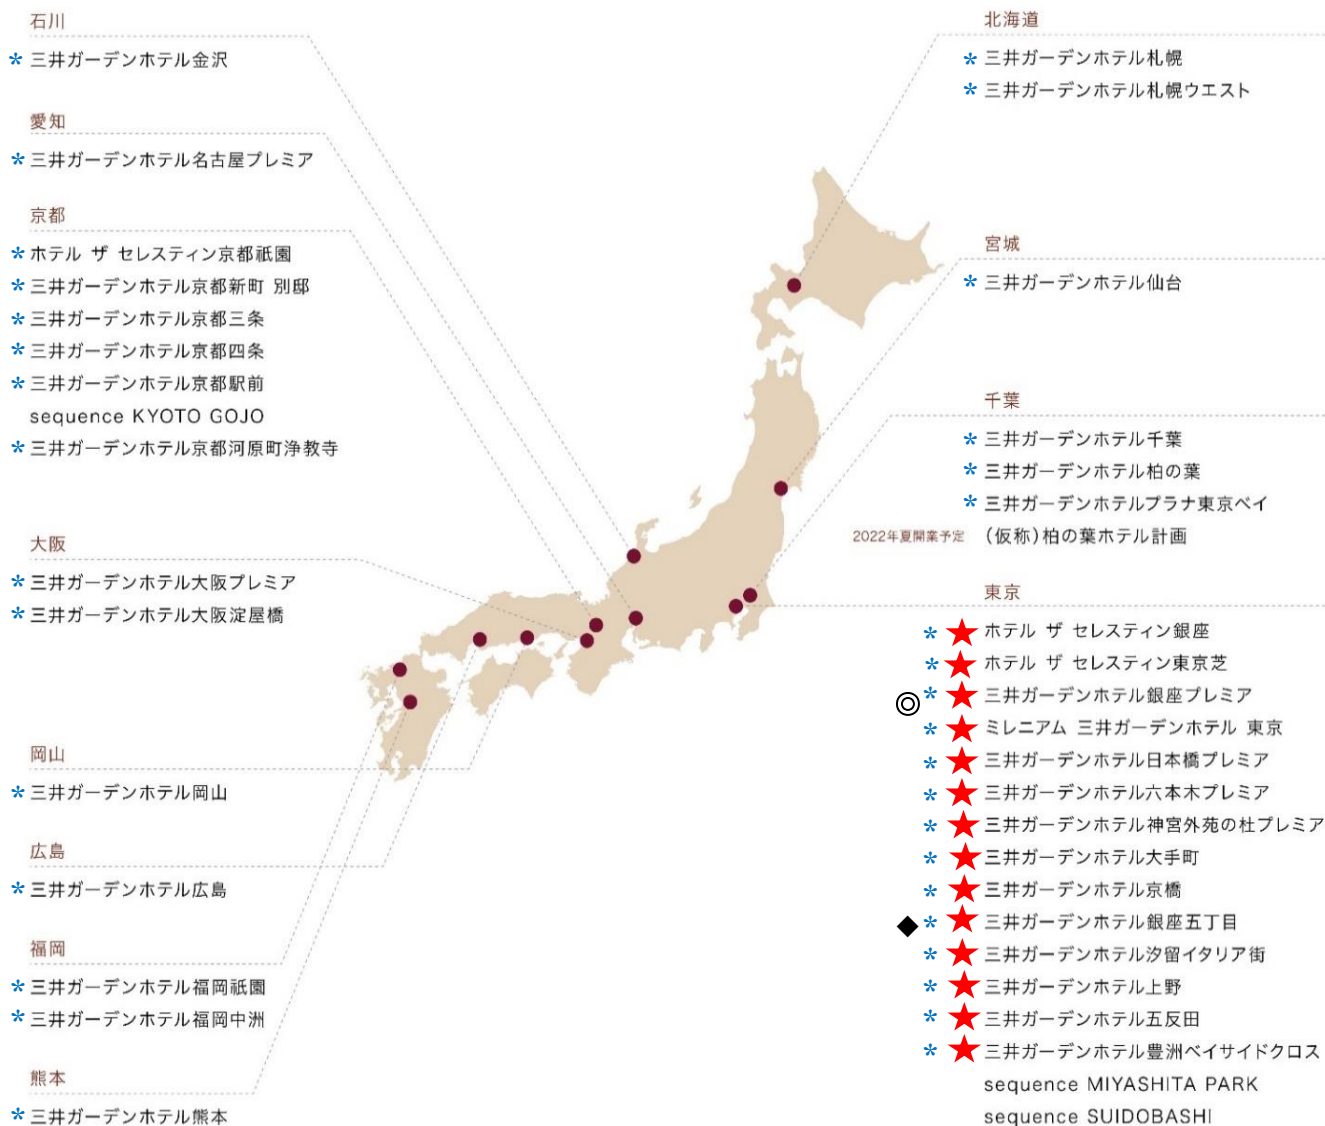 石川
* 三井ガーデンホテル金沢
愛知
* 三井ガーデンホテル名古屋プレミア
京都
* ホテル ザ セレスティン京都祇園
* 三井ガーデンホテル京都新町 別邸
* 三井ガーデンホテル京都三条
* 三井ガーデンホテル京都四条
* 三井ガーデンホテル京都駅前
sequence KYOTO GOJO
* 三井ガーデンホテル京都河原町浄教寺
大阪
* 三井ガーデンホテル大阪プレミア
* 三井ガーデンホテル大阪淀屋橋
岡山
* 三井ガーデンホテル岡山
広島
* 三井ガーデンホテル広島
福岡
* 三井ガーデンホテル福岡祇園
* 三井ガーデンホテル福岡中洲
熊本
* 三井ガーデンホテル熊本
北海道
* 三井ガーデンホテル札幌
* 三井ガーデンホテル札幌ウエスト
宮城
* 三井ガーデンホテル仙台
千葉
* 三井ガーデンホテル千葉
* 三井ガーデンホテル柏の葉
* 三井ガーデンホテルプラナ東京ベイ
2022年夏開業予定 (仮称)柏の葉ホテル計画
東京
* ★ ホテル ザ セレスティン銀座
* ★ ホテル ザ セレスティン東京芝
◎ * ★ 三井ガーデンホテル銀座プレミア
* ★ ミレニアム 三井ガーデンホテル 東京
* ★ 三井ガーデンホテル日本橋プレミア
* ★ 三井ガーデンホテル六本木プレミア
* ★ 三井ガーデンホテル神宮外苑の杜プレミア
* ★ 三井ガーデンホテル大手町
* ★ 三井ガーデンホテル京橋
◆ * ★ 三井ガーデンホテル銀座五丁目
* ★ 三井ガーデンホテル汐留イタリア街
* ★ 三井ガーデンホテル上野
* ★ 三井ガーデンホテル五反田
* ★ 三井ガーデンホテル豊洲ベイサイドクロス
sequence MIYASHITA PARK
sequence SUIDOBASHI